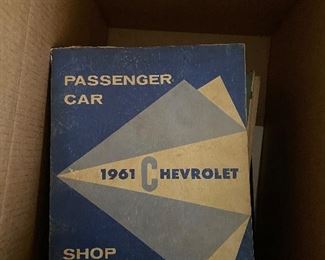 PASSENGER
CAR
1961 CHEVROLET
SHOP